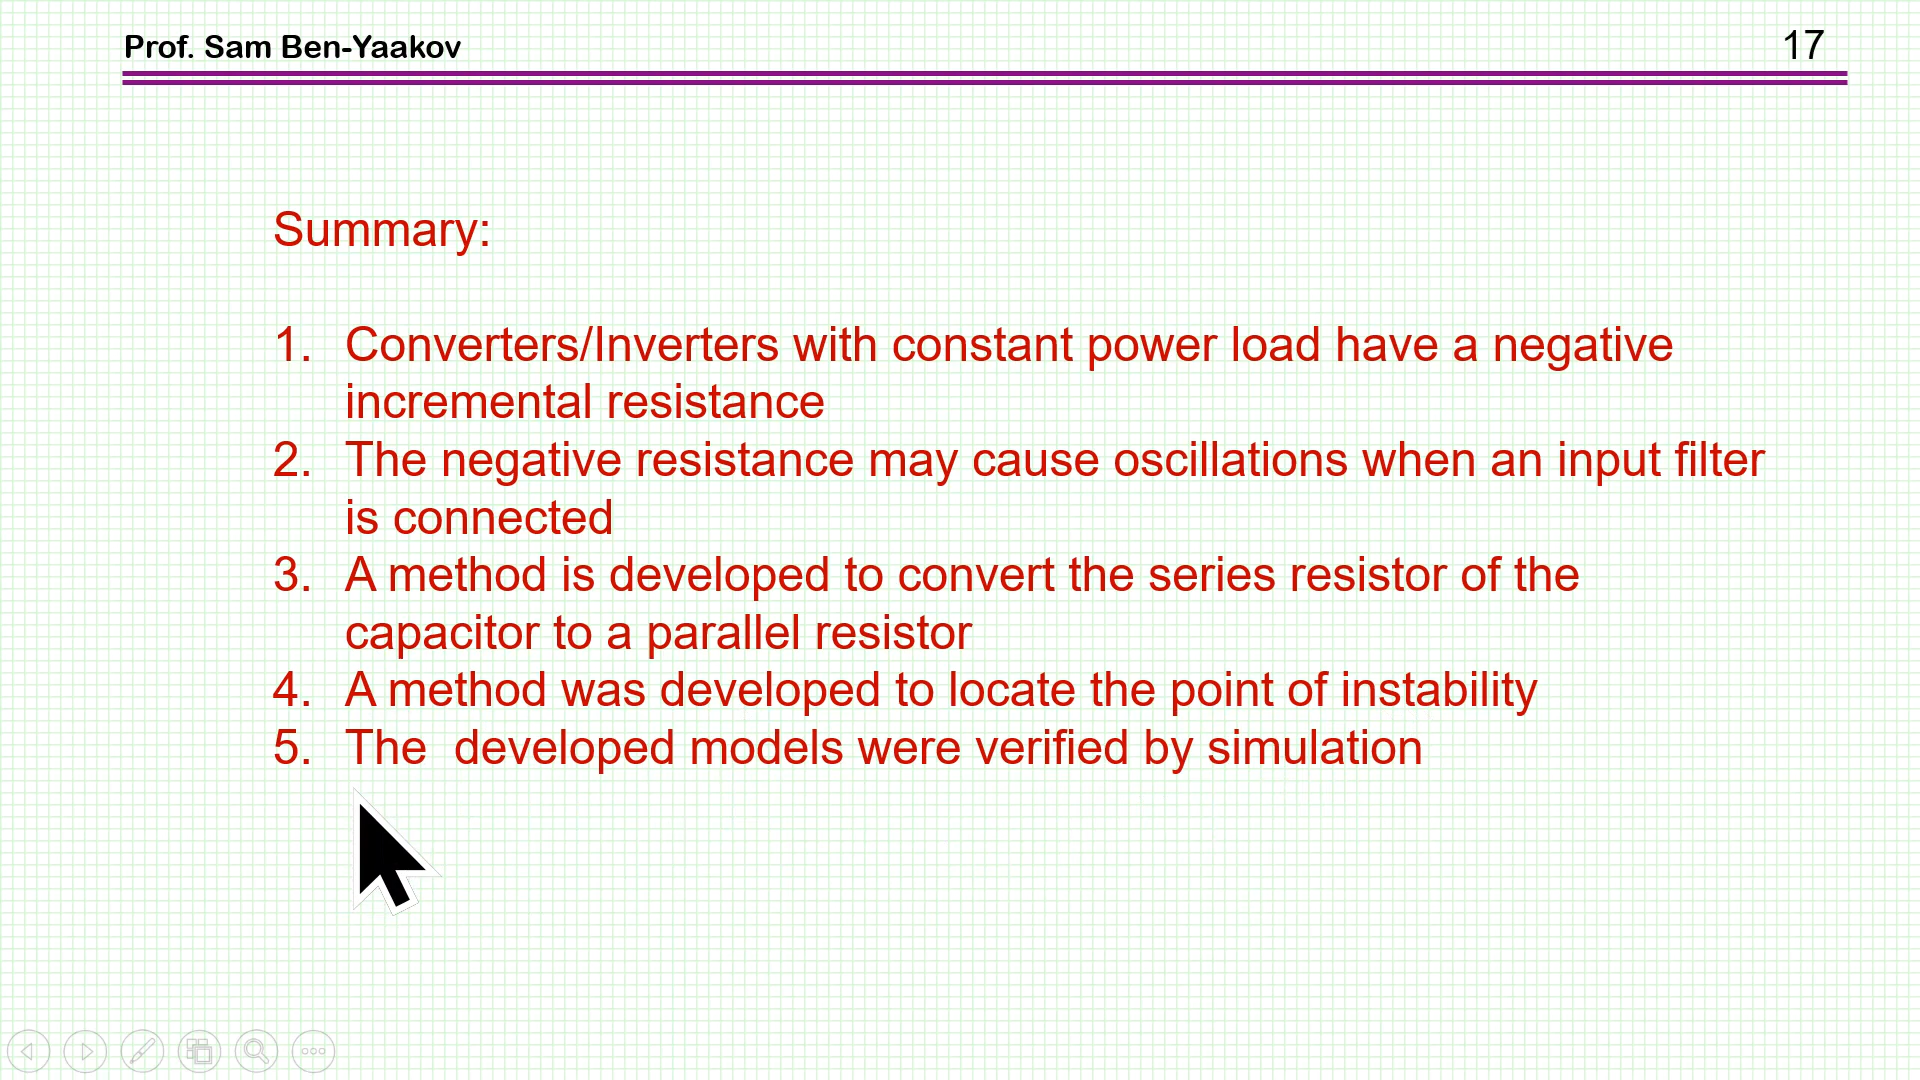 Prof. Sam Ben-Yaakov
17
Summary:
1. Converters/Inverters with constant power load have a negative
incremental resistance
2. The negative resistance may cause oscillations when an input filter
is connected
3. A method is developed to convert the series resistor of the
capacitor to a parallel resistor
4. A method was developed to locate the point of instability
5. The  developed models were verified by simulation